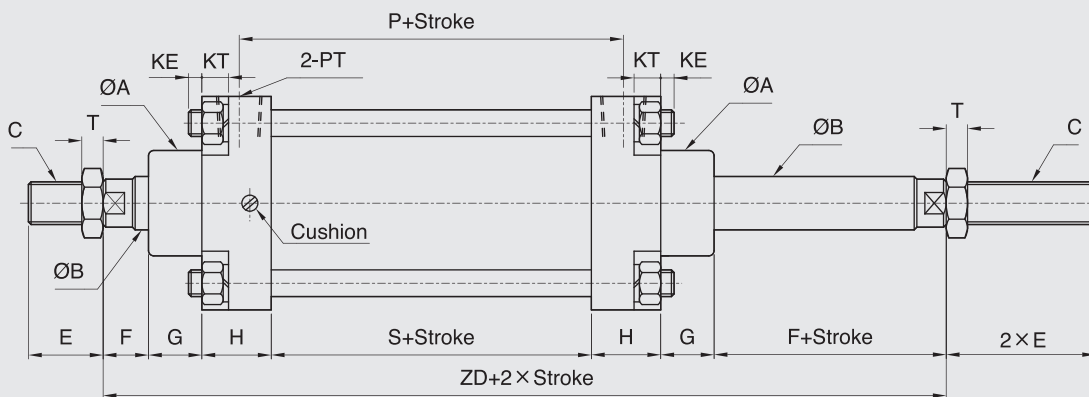 P+Stroke
KE KT 2-PT KT KE
ØA ØA
C T ØB T C
Cushion
ØB
E F G H S+Stroke H G F+Stroke 2×E
ZD+2×Stroke